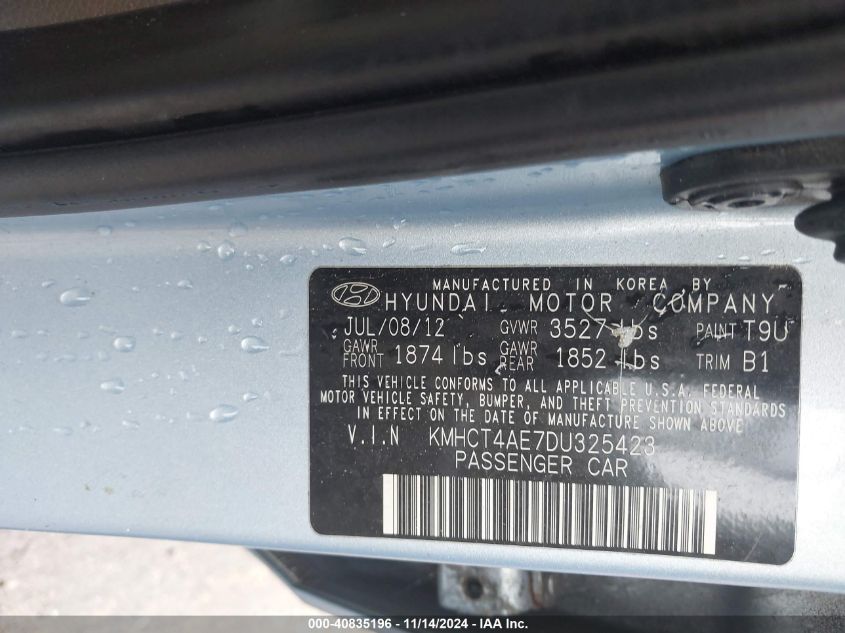 MANUFACTURED IN KOREA BY
HYUNDAI MOTOR COMPANY
JUL/08/12 GVWR 3527 lbs PAINT T9U
GAWR FRONT 1874 lbs GAWR REAR 1852 lbs TRIM B1
THIS VEHICLE CONFORMS TO ALL APPLICABLE U.S.A. FEDERAL
MOTOR VEHICLE SAFETY, BUMPER, AND THEFT PREVENTION STANDARDS
IN EFFECT ON THE DATE OF MANUFACTURE SHOWN ABOVE.
V.I.N KMHCT4AE7DU325423
PASSENGER CAR
000-40835196 - 11/14/2024 - IAA Inc.